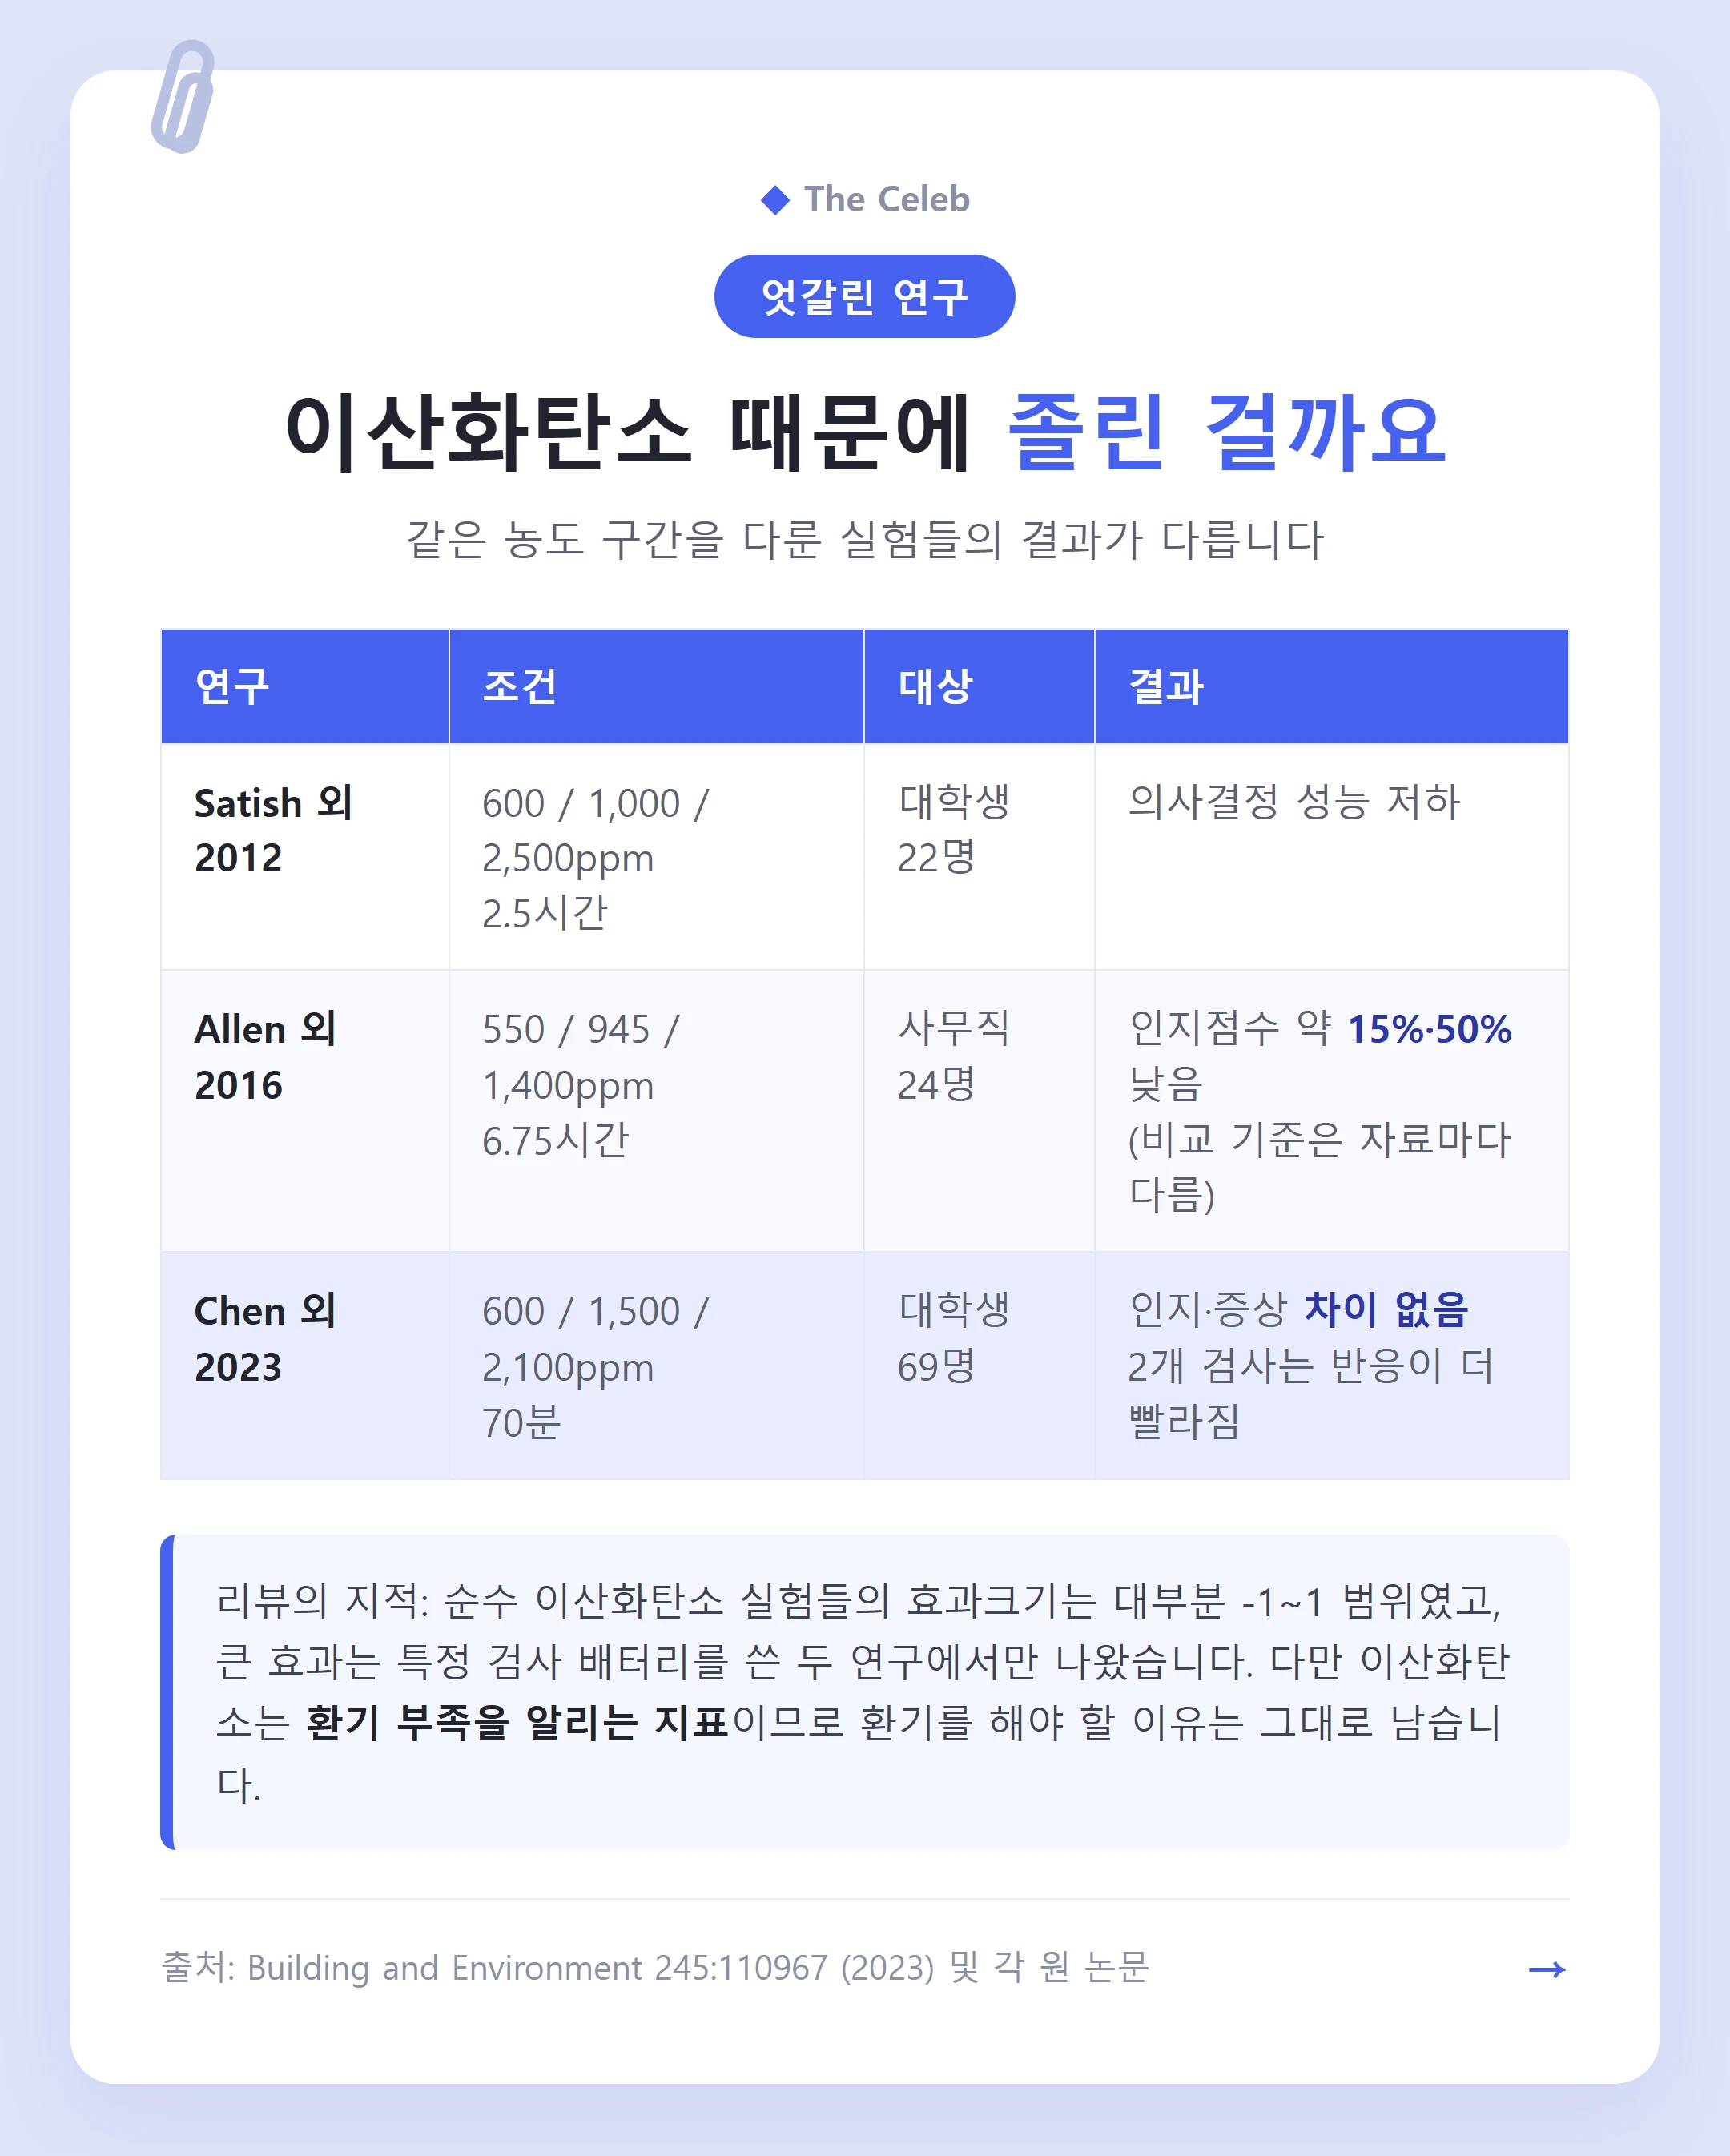 The Celeb
엇갈린 연구
이산화탄소 때문에 졸린 걸까요
같은 농도 구간을 다룬 실험들의 결과가 다릅니다
연구 조건 대상 결과
Satish 외
2012
600 / 1,000 /
2,500ppm
2.5시간
대학생
22명
의사결정 성능 저하
Allen 외
2016
550 / 945 /
1,400ppm
6.75시간
사무직
24명
인지점수 약 15%·50%
낮음
(비교 기준은 자료마다
다름)
Chen 외
2023
600 / 1,500 /
2,100ppm
70분
대학생
69명
인지·증상 차이 없음
2개 검사는 반응이 더
빨라짐
리뷰의 지적: 순수 이산화탄소 실험들의 효과크기는 대부분 -1~1 범위였고,
큰 효과는 특정 검사 배터리를 쓴 두 연구에서만 나왔습니다. 다만 이산화탄
소는 환기 부족을 알리는 지표이므로 환기를 해야 할 이유는 그대로 남습니
다.
출처: Building and Environment 245:110967 (2023) 및 각 원 논문 →